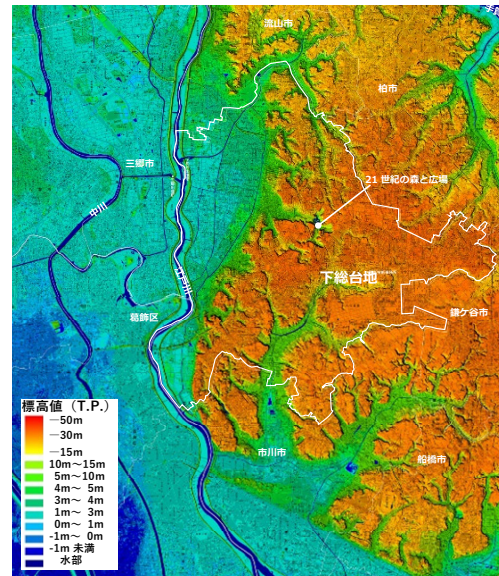 流山市
柏市
三郷市
21世紀の森と広場
中川
江戸川
下総台地
葛飾区
鎌ケ谷市
市川市
船橋市
標高値（T.P.）
—50m
—30m
—15m
10m～15m
5m～10m
4m～ 5m
3m～ 4m
1m～ 3m
0m～ 1m
-1m～ 0m
-1m 未満
水部